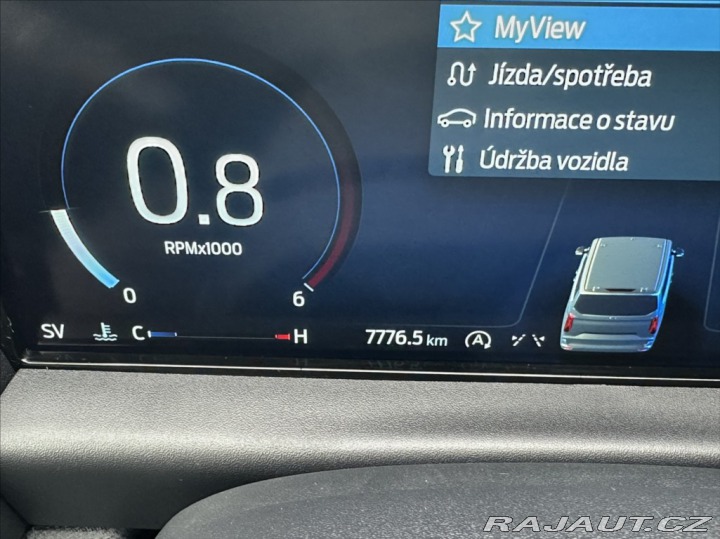 MyView
Jízda/spotřeba
Informace o stavu
Údržba vozidla
0.8
RPMx1000
0 6
SV C H 7776.5 km A
RAJAUT.CZ